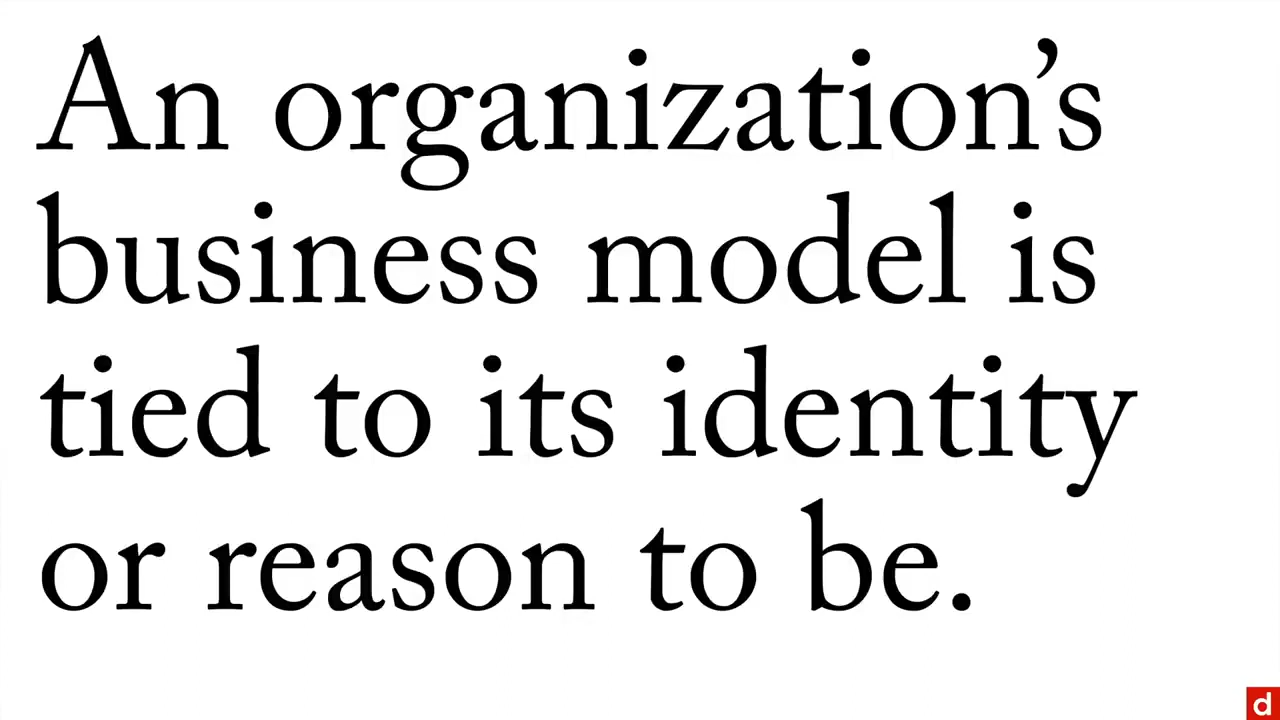 An organization’s
business model is
tied to its identity
or reason to be.
d